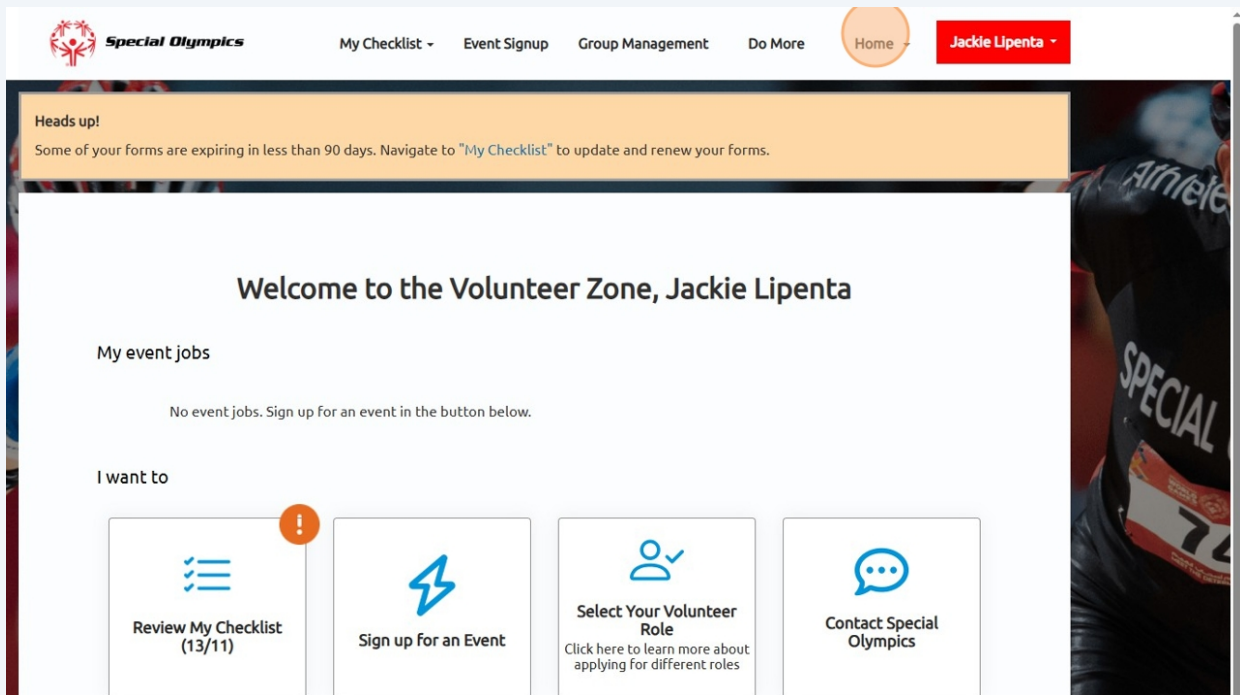 Special Olympics
My Checklist
Event Signup
Group Management
Do More
Home
Jackie Lipenta
Heads up!
Some of your forms are expiring in less than 90 days. Navigate to "My Checklist" to update and renew your forms.
Athlete
Welcome to the Volunteer Zone, Jackie Lipenta
My event jobs
SPECIAL
No event jobs. Sign up for an event in the button below.
I want to
!
Review My Checklist
(13/11)
Sign up for an Event
Select Your Volunteer
Role
Click here to learn more about
applying for different roles
Contact Special
Olympics